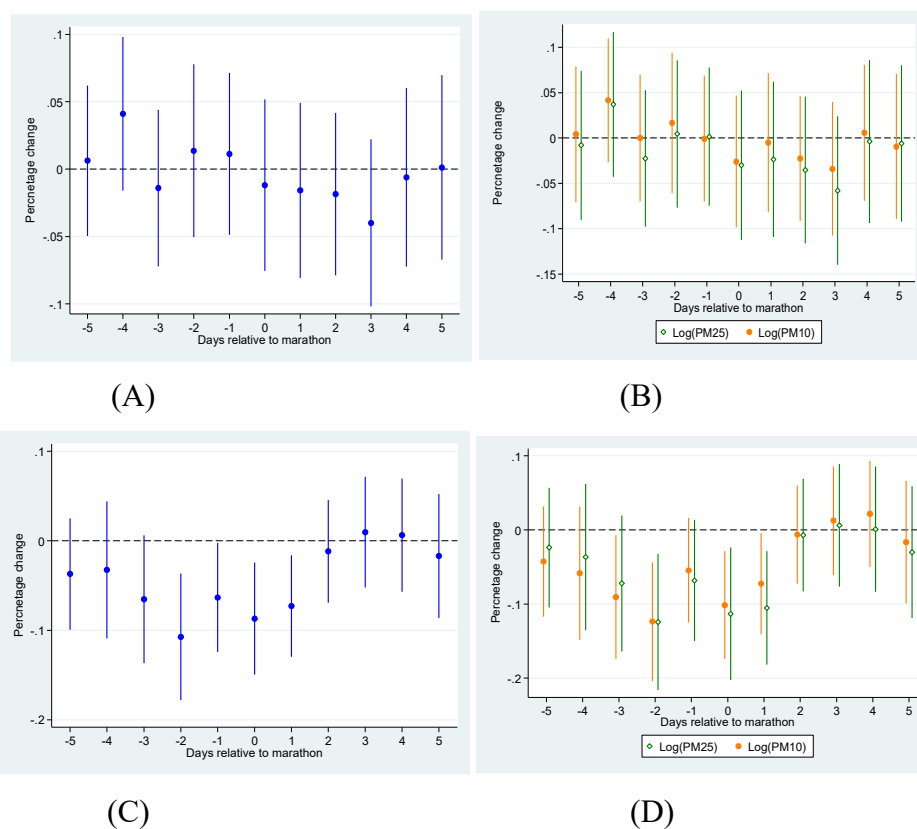 .1
.05
0
-.05
-.1
Percnetage change
-5 -4 -3 -2 -1 0 1 2 3 4 5
Days relative to marathon
(A)
.1
.05
0
-.05
-.1
-.15
Percnetage change
-5 -4 -3 -2 -1 0 1 2 3 4 5
Days relative to marathon
Log(PM25) Log(PM10)
(B)
.1
0
-.1
-.2
Percnetage change
-5 -4 -3 -2 -1 0 1 2 3 4 5
Days relative to marathon
(C)
.1
0
-.1
-.2
Percnetage change
-5 -4 -3 -2 -1 0 1 2 3 4 5
Days relative to marathon
Log(PM25) Log(PM10)
(D)